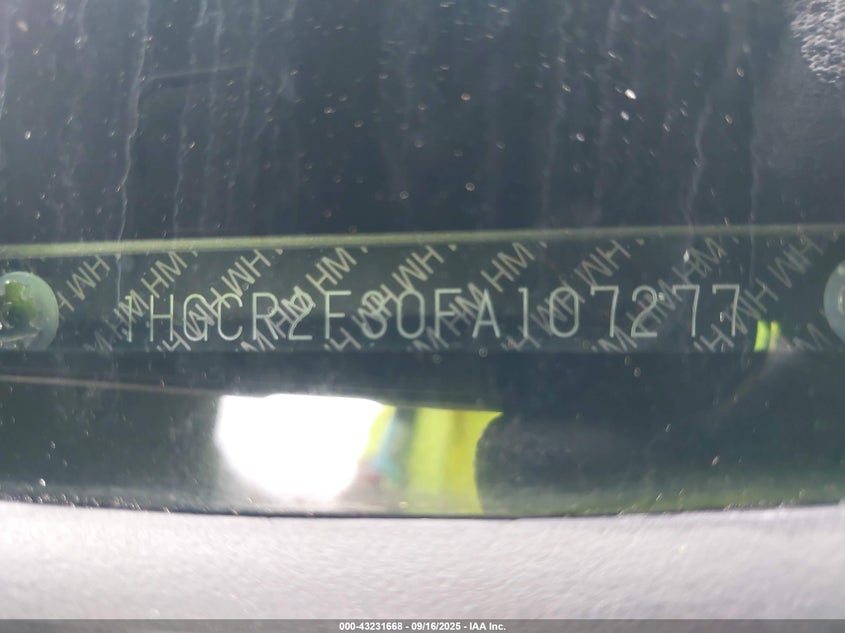 1HGCR2F30FA107277
000-43231668 - 09/16/2025 - IAA Inc.